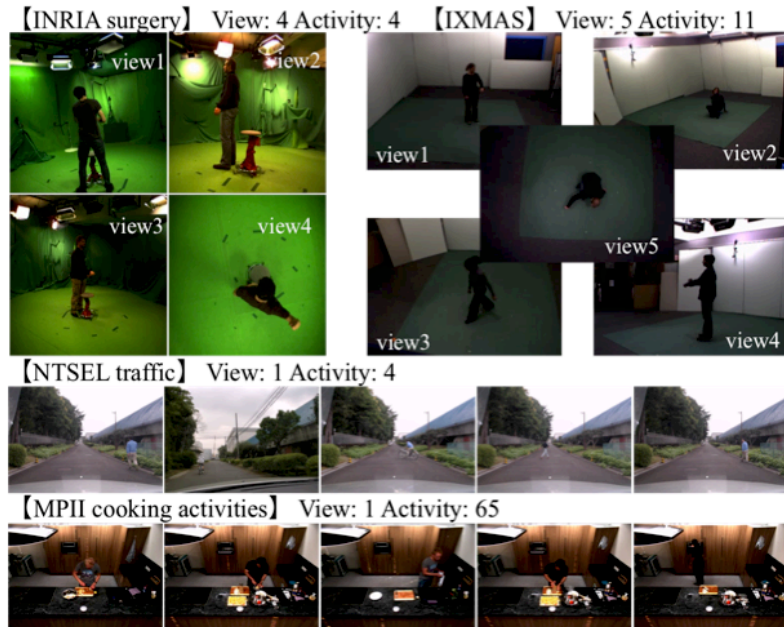 【INRIA surgery】 View: 4 Activity: 4
view1
view2
view3
view4
【IXMAS】 View: 5 Activity: 11
view1
view2
view5
view3
view4
【NTSEL traffic】 View: 1 Activity: 4
【MPII cooking activities】 View: 1 Activity: 65